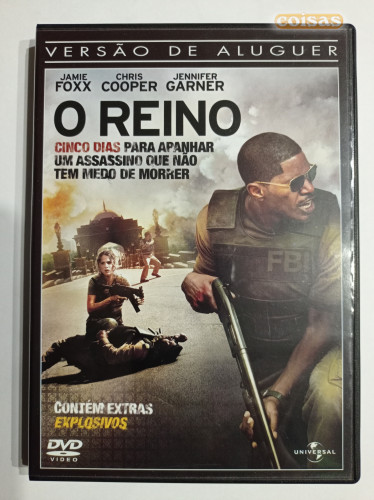 coisas
VERSÃO DE ALUGUER
JAMIE FOXX
CHRIS COOPER
JENNIFER GARNER
O REINO
CINCO DIAS PARA APANHAR
UM ASSASSINO QUE NÃO
TEM MEDO DE MORRER
FBI
CONTÉM EXTRAS
EXPLOSIVOS
DVD
VIDEO
UNIVERSAL